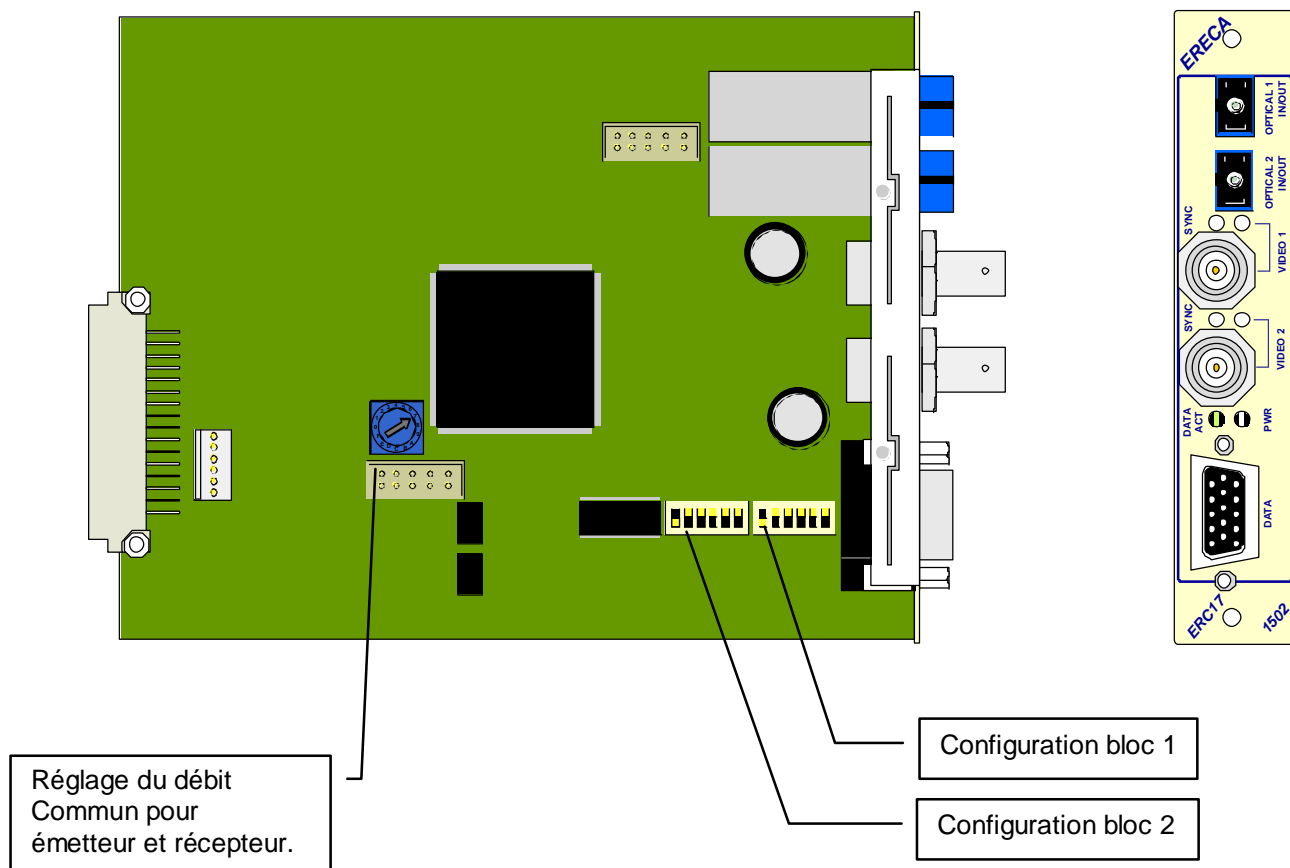 ERECA
OPTICAL 1
IN/OUT
OPTICAL 2
IN/OUT
SYNC
VIDEO 1
SYNC
VIDEO 2
DATA
ACT
PWR
DATA
ERC17
1502
Configuration bloc 1
Réglage du débit
Commun pour
émetteur et récepteur.
Configuration bloc 2